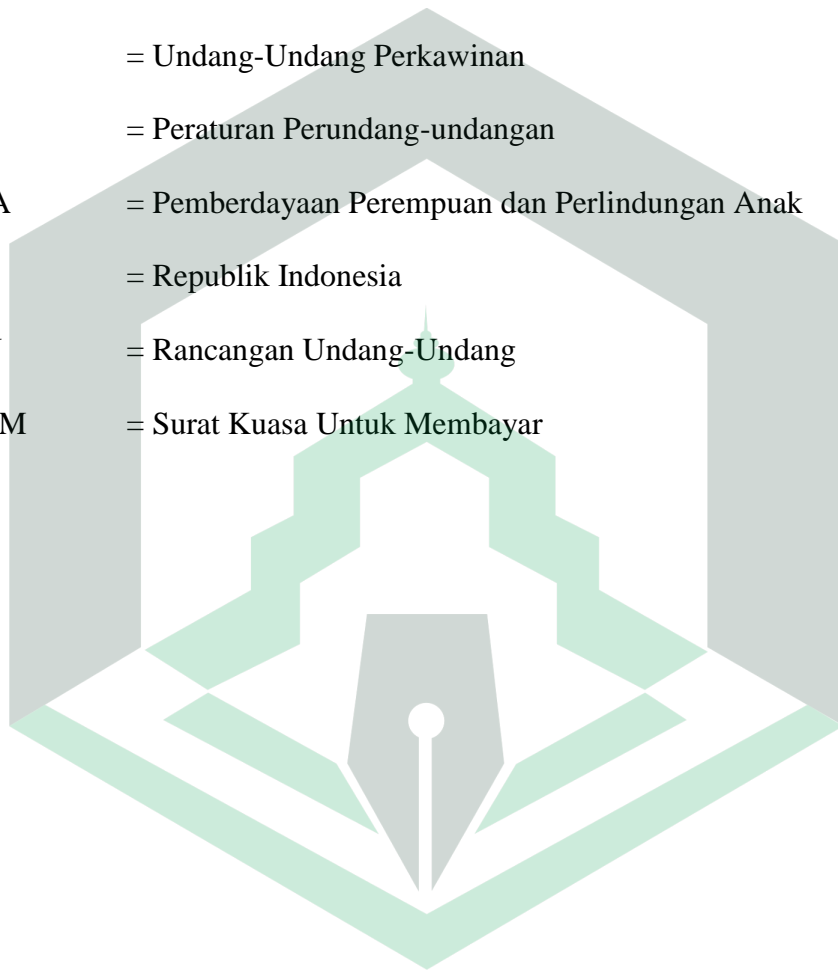 = Undang-Undang Perkawinan
= Peraturan Perundang-undangan
A = Pemberdayaan Perempuan dan Perlindungan Anak
= Republik Indonesia
= Rancangan Undang-Undang
M = Surat Kuasa Untuk Membayar